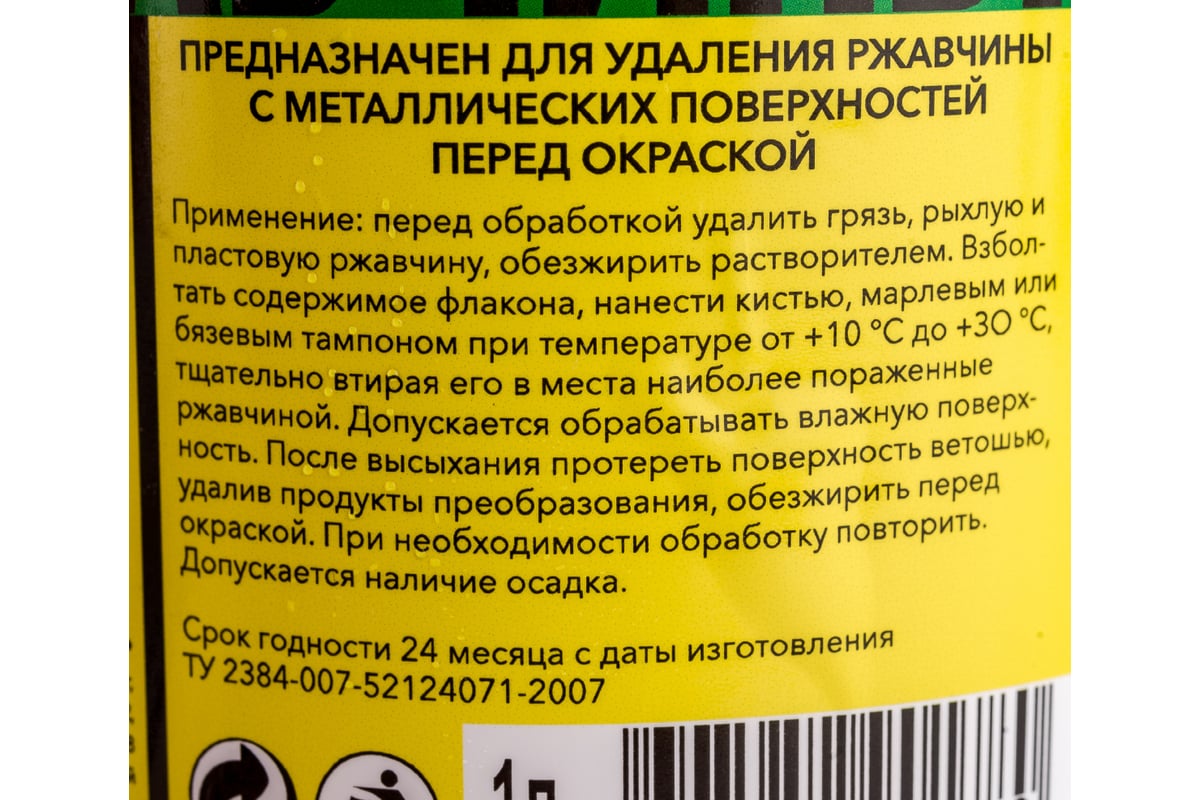 ПРЕДНАЗНАЧЕН ДЛЯ УДАЛЕНИЯ РЖАВЧИНЫ
С МЕТАЛЛИЧЕСКИХ ПОВЕРХНОСТЕЙ
ПЕРЕД ОКРАСКОЙ
Применение: перед обработкой удалить грязь, рыхлую и
пластовую ржавчину, обезжирить растворителем. Взбол-
тать содержимое флакона, нанести кистью, марлевым или
бязевым тампоном при температуре от +10 °С до +30 °С,
тщательно втирая его в места наиболее пораженные
ржавчиной. Допускается обрабатывать влажную поверх-
ность. После высыхания протереть поверхность ветошью,
удалив продукты преобразования, обезжирить перед
окраской. При необходимости обработку повторить.
Допускается наличие осадка.
Срок годности 24 месяца с даты изготовления
ТУ 2384-007-52124071-2007
1л